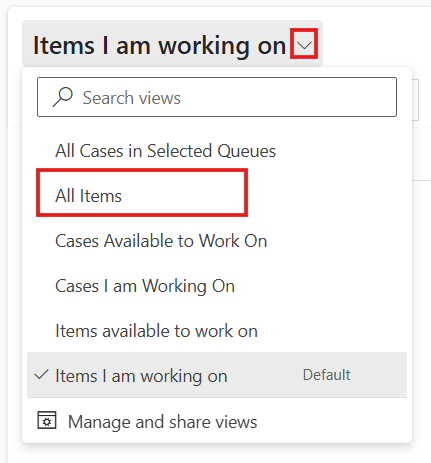 Items I am working on
Search views
All Cases in Selected Queues
All Items
Cases Available to Work On
Cases I am Working On
Items available to work on
Items I am working on Default
Manage and share views